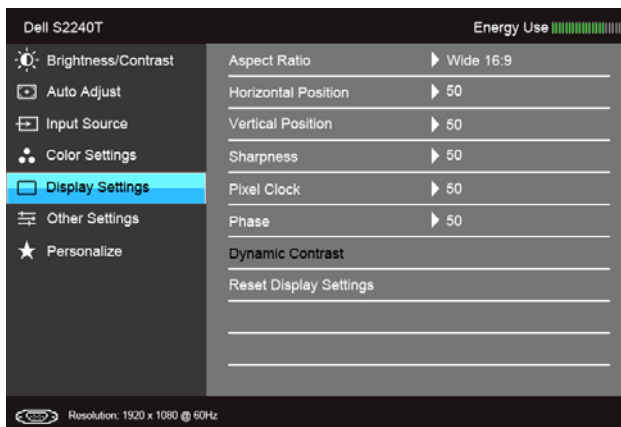 Dell S2240T
Energy Use
Brightness/Contrast
Auto Adjust
Input Source
Color Settings
Display Settings
Other Settings
Personalize
Aspect Ratio Wide 16:9
Horizontal Position 50
Vertical Position 50
Sharpness 50
Pixel Clock 50
Phase 50
Dynamic Contrast
Reset Display Settings
Resolution: 1920 x 1080 @ 60Hz